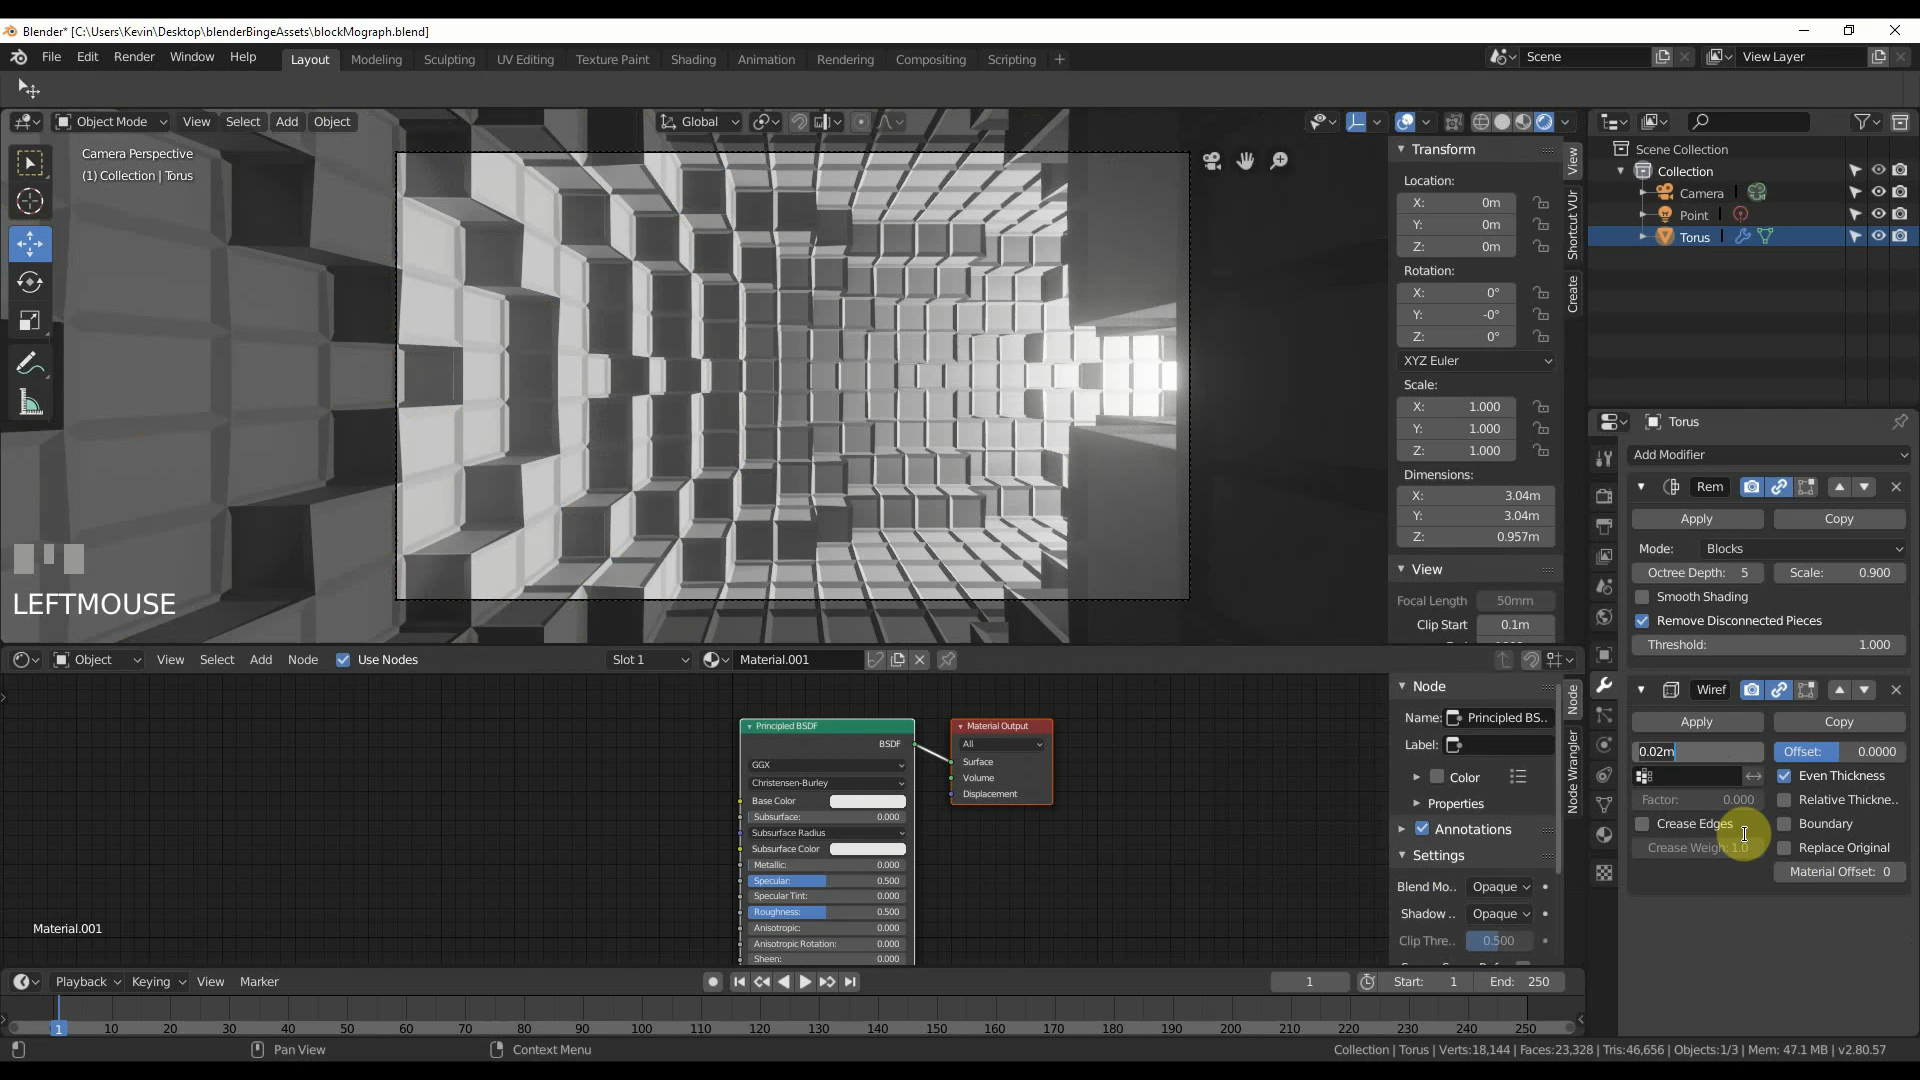 Blender* [C:\Users\Kevin\Desktop\blenderBingeAssets\blockMograph.blend]
File Edit Render Window Help Layout Modeling Sculpting UV Editing Texture Paint Shading Animation Rendering Compositing Scripting + Scene View Layer
Object Mode View Select Add Object Global
Camera Perspective
(1) Collection | Torus
LEFTMOUSE
Transform
Location:
X: 0m
Y: 0m
Z: 0m
Rotation:
X: 0°
Y: -0°
Z: 0°
XYZ Euler
Scale:
X: 1.000
Y: 1.000
Z: 1.000
Dimensions:
X: 3.04m
Y: 3.04m
Z: 0.957m
View
Focal Length 50mm
Clip Start 0.1m
View
Shortcut VUr
Create
Scene Collection
Collection
Camera
Point
Torus
Torus
Add Modifier
Rem
Apply Copy
Mode: Blocks
Octree Depth: 5 Scale: 0.900
Smooth Shading
Remove Disconnected Pieces
Threshold: 1.000
Wiref
Apply Copy
0.02m Offset: 0.0000
Even Thickness
Factor: 0.000 Relative Thickne..
Crease Edges Boundary
Crease Weigh: 1.0 Replace Original
Material Offset: 0
Object View Select Add Node Use Nodes Slot 1 Material.001
Principled BSDF
BSDF
GGX
Christensen-Burley
Base Color
Subsurface: 0.000
Subsurface Radius
Subsurface Color
Metallic: 0.000
Specular: 0.500
Specular Tint: 0.000
Roughness: 0.500
Anisotropic: 0.000
Anisotropic Rotation: 0.000
Sheen: 0.000
Material Output
All
Surface
Volume
Displacement
Material.001
Node
Name: Principled BS..
Label:
Color
Properties
Annotations
Settings
Blend Mo.. Opaque
Shadow .. Opaque
Clip Thre.. 0.500
Node
Node Wrangler
Playback Keying View Marker 1 Start: 1 End: 250
1 10 20 30 40 50 60 70 80 90 100 110 120 130 140 150 160 170 180 190 200 210 220 230 240 250
Pan View Context Menu Collection | Torus | Verts:18,144 | Faces:23,328 | Tris:46,656 | Objects:1/3 | Mem: 47.1 MB | v2.80.57